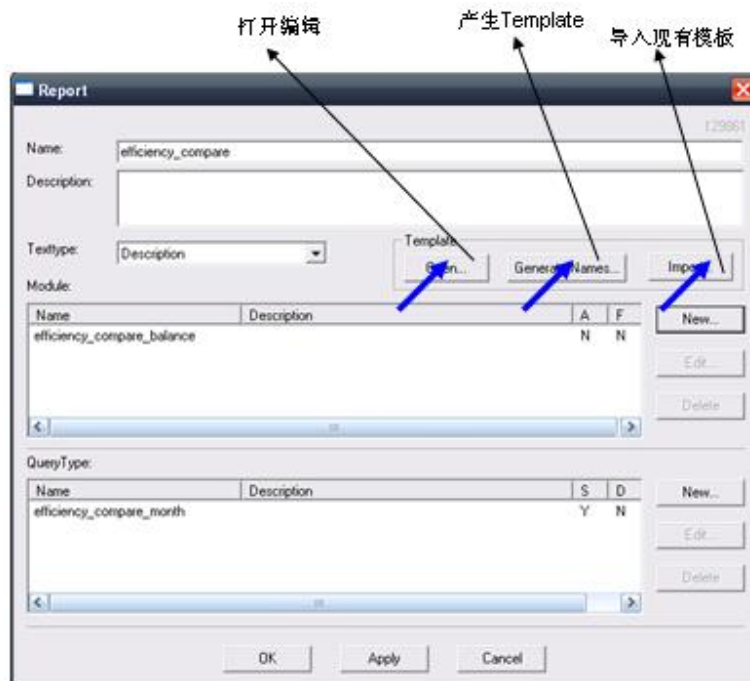 打开编辑
产生Template
导入现有模板
Report
129861
Name:
efficiency_compare
Description:
Texttype:
Description
Template
Open...
Generate Names...
Import...
Module:
Name Description A F
efficiency_compare_balance N N
New...
Edit...
Delete
QueryType:
Name Description S D
efficiency_compare_month Y N
New...
Edit...
Delete
OK Apply Cancel